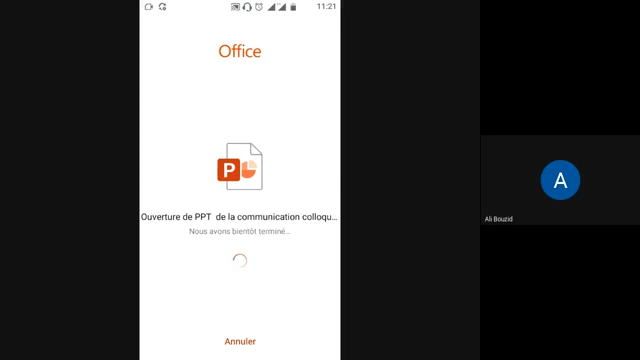 11:21
Office
P
Ouverture de PPT de la communication colloqu...
Nous avons bientôt terminé...
Annuler
A
Ali Bouzid